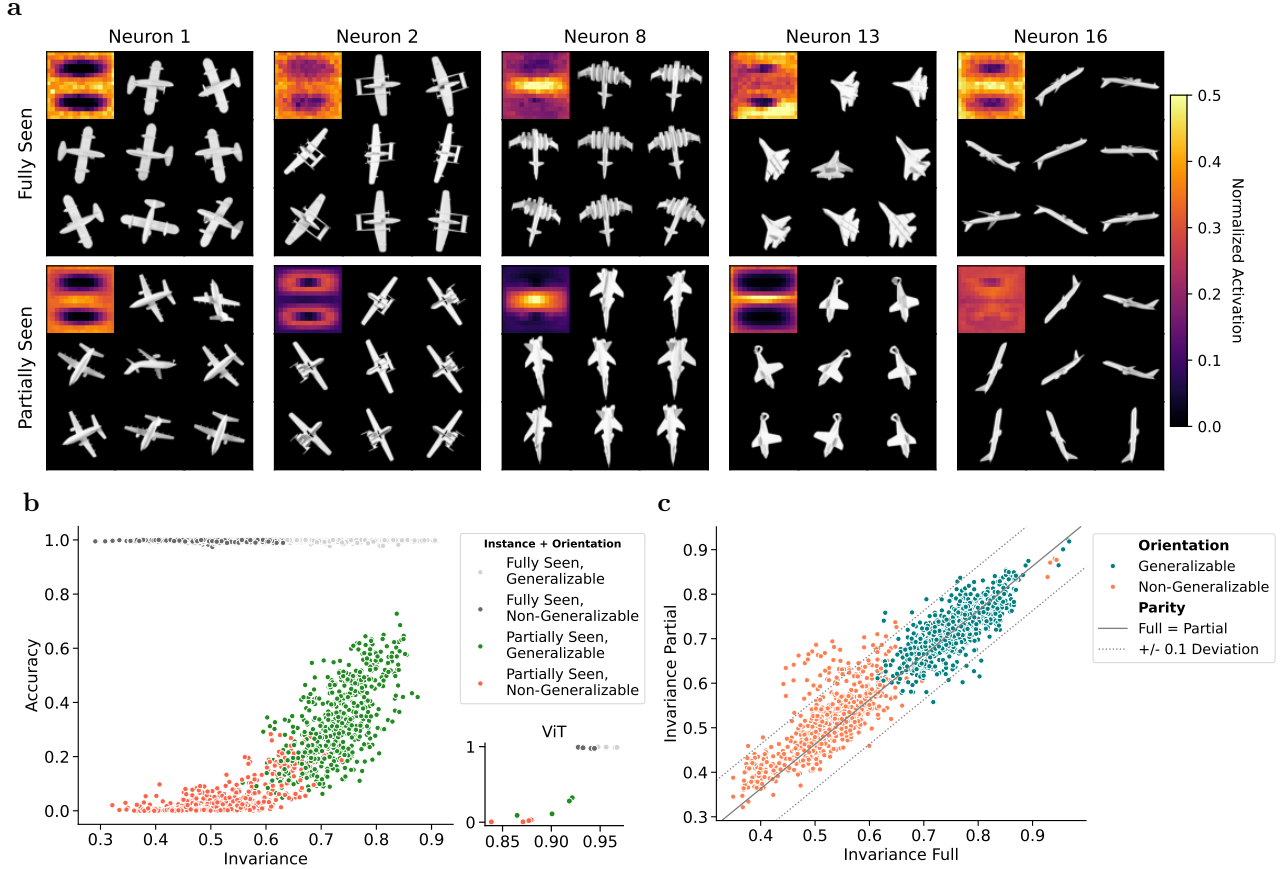 a
Neuron 1
Neuron 2
Neuron 8
Neuron 13
Neuron 16
Fully Seen
Partially Seen
0.5
0.4
0.3
0.2
0.1
0.0
Normalized Activation
b
Accuracy
1.0
0.8
0.6
0.4
0.2
0.0
0.3 0.4 0.5 0.6 0.7 0.8 0.9
Invariance
Instance + Orientation
Fully Seen,
Generalizable
Fully Seen,
Non-Generalizable
Partially Seen,
Generalizable
Partially Seen,
Non-Generalizable
ViT
1
0
0.85 0.90 0.95
c
Invariance Partial
0.9
0.8
0.7
0.6
0.5
0.4
0.3
0.4 0.5 0.6 0.7 0.8 0.9
Invariance Full
Orientation
Generalizable
Non-Generalizable
Parity
Full = Partial
+/- 0.1 Deviation